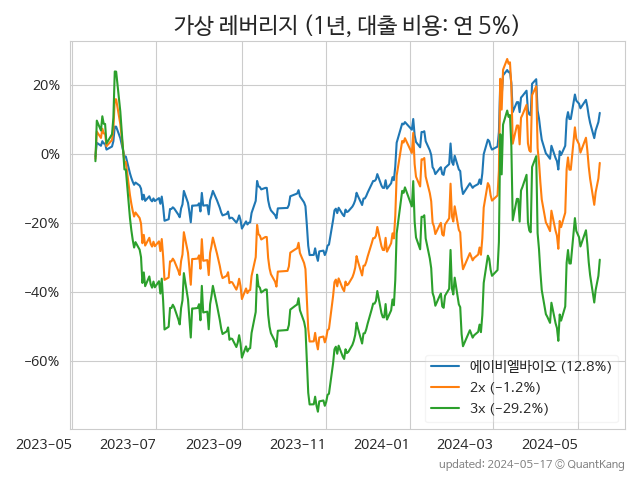 가상 레버리지 (1년, 대출 비용: 연 5%)
20%
0%
−20%
−40%
−60%
에이비엘바이오 (12.8%)
2x (−1.2%)
3x (−29.2%)
2023-05 2023-07 2023-09 2023-11 2024-01 2024-03 2024-05
updated: 2024-05-17 © QuantKang